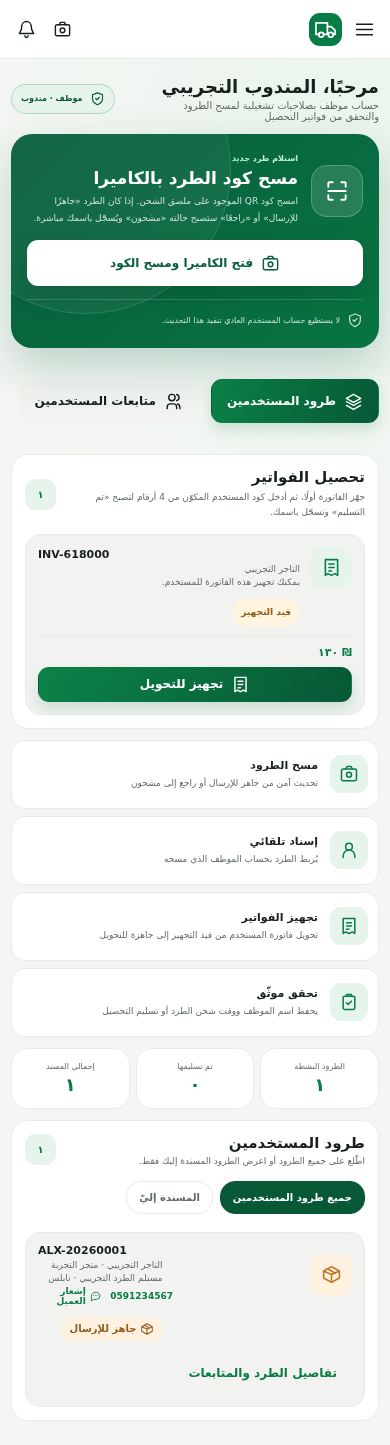 مرحبًا، المندوب التجريبي
موظف · مندوب
حساب موظف بصلاحيات تشغيلية لمسح الطرود
والتحقق من فواتير التحصيل
استلام طرد جديد
مسح كود الطرد بالكاميرا
امسح كود QR الموجود على ملصق الشحن. إذا كان الطرد «جاهزًا
للإرسال» أو «راجعًا» ستصبح حالته «مشحون» ويُسجّل باسمك مباشرة.
فتح الكاميرا ومسح الكود
لا يستطيع حساب المستخدم العادي تنفيذ هذا التحديث.
طرود المستخدمين
متابعات المستخدمين
تحصيل الفواتير
١
جهّز الفاتورة أولًا، ثم أدخل كود المستخدم المكوّن من 4 أرقام لتصبح «تم
التسليم» وتسجّل باسمك.
INV-618000
التاجر التجريبي
يمكنك تجهيز هذه الفاتورة للمستخدم.
قيد التجهيز
₪ ١٣٠
تجهيز للتحويل
مسح الطرود
تحديث آمن من جاهز للإرسال أو راجع إلى مشحون
إسناد تلقائي
يُربط الطرد بحساب الموظف الذي مسحه
تجهيز الفواتير
تحويل فاتورة المستخدم من قيد التجهيز إلى جاهزة للتحويل
تحقق موثّق
يحفظ اسم الموظف ووقت شحن الطرد أو تسليم التحصيل
الطرود النشطة
١
تم تسليمها
٠
إجمالي المسند
١
طرود المستخدمين
١
اطّلع على جميع الطرود أو اعرض الطرود المسندة إليك فقط.
جميع طرود المستخدمين
المسندة إليّ
ALX-20260001
التاجر التجريبي · متجر التجربة
مستلم الطرد التجريبي · نابلس
0591234567
إشعار
العميل
جاهز للإرسال
تفاصيل الطرد والمتابعات